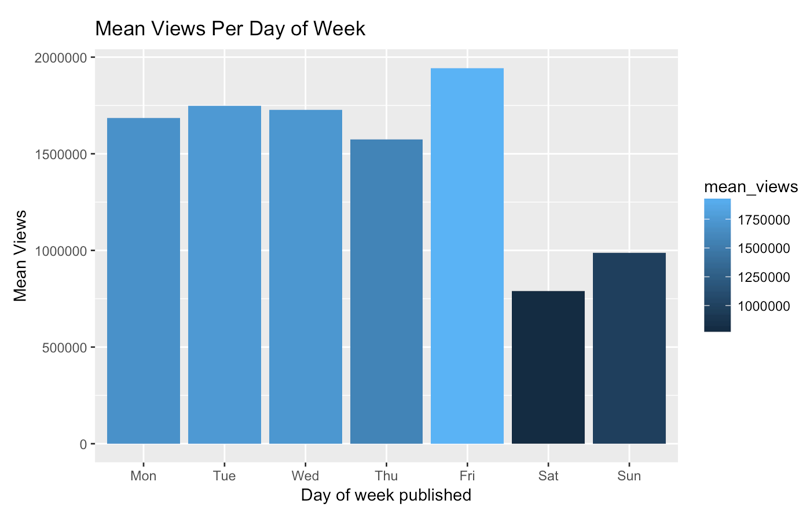 Mean Views Per Day of Week
2000000
1500000
1000000
500000
0
Mean Views
Mon Tue Wed Thu Fri Sat Sun
Day of week published
mean_views
1750000
1500000
1250000
1000000